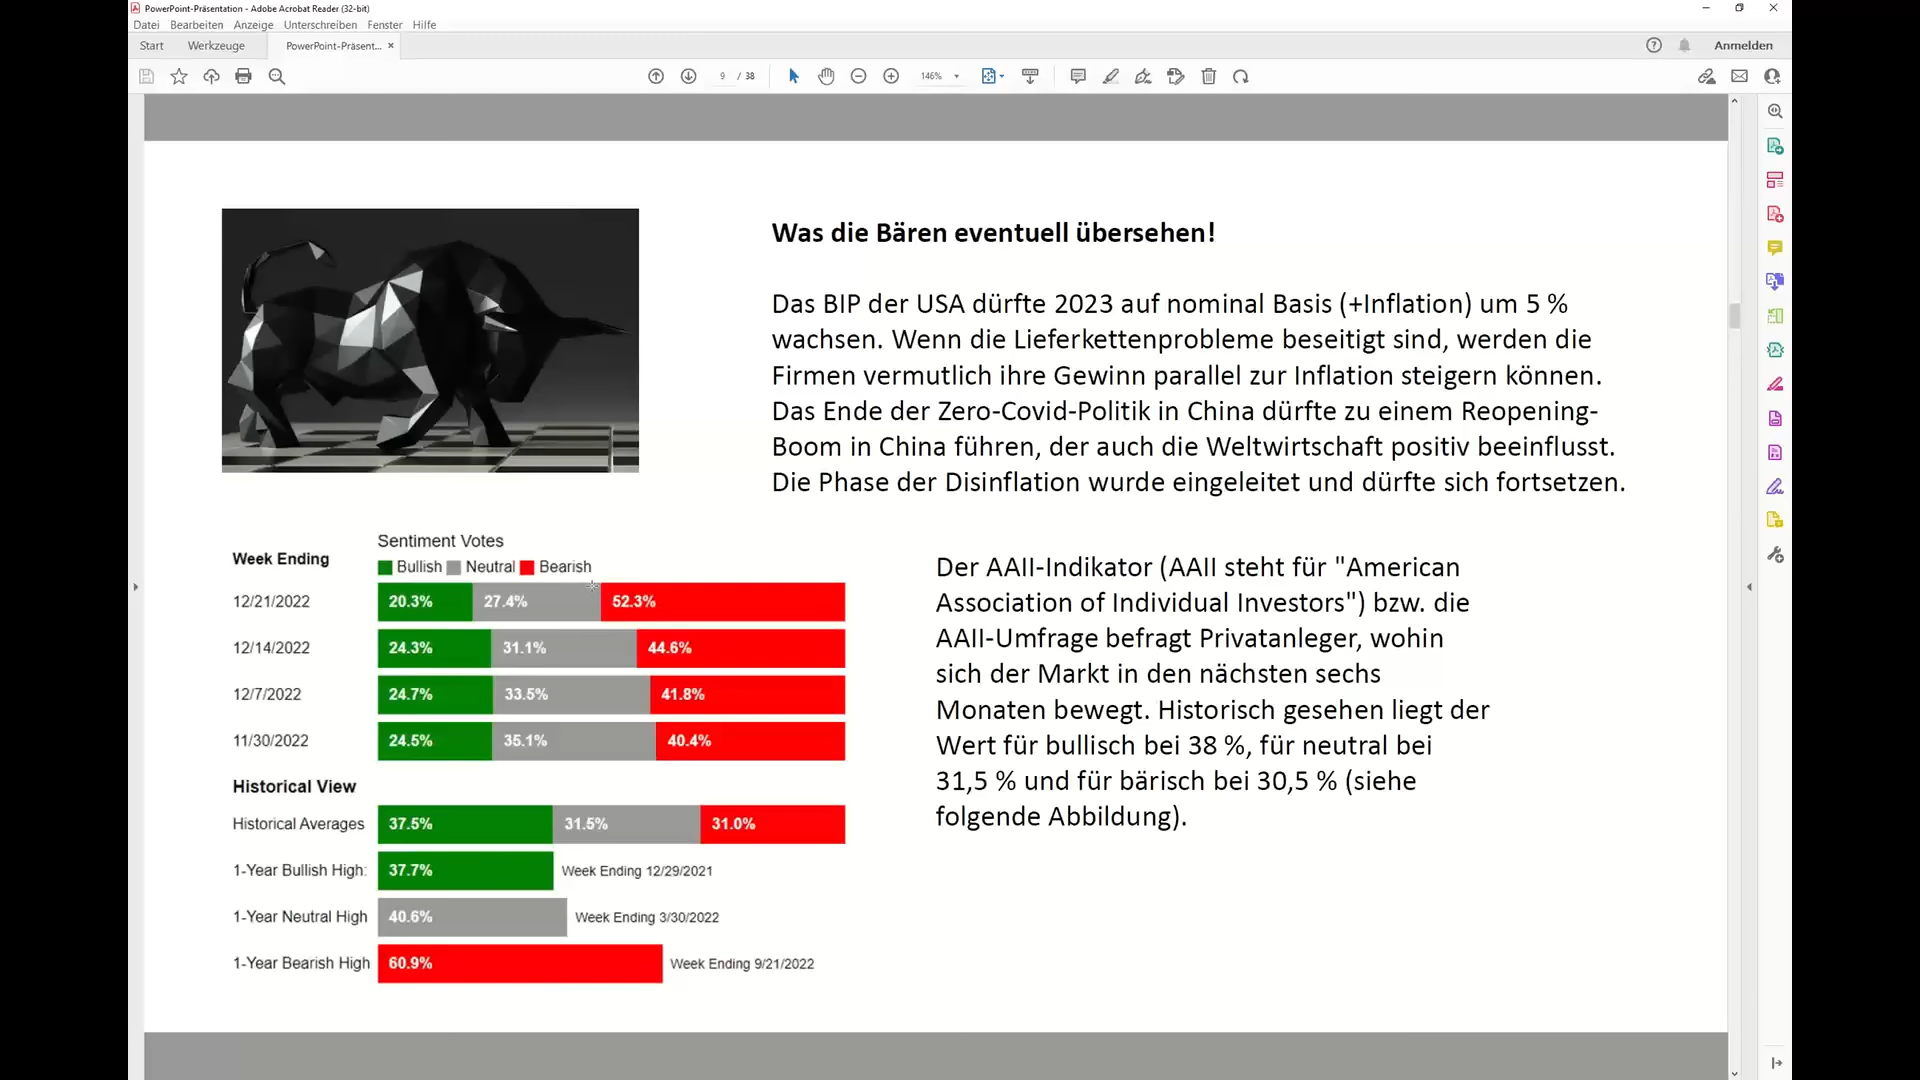 PowerPoint-Präsentation - Adobe Acrobat Reader (32-bit)
Datei Bearbeiten Anzeige Unterschreiben Fenster Hilfe
Start Werkzeuge PowerPoint-Präsent... × Anmelden
9 / 38 146%
Was die Bären eventuell übersehen!
Das BIP der USA dürfte 2023 auf nominal Basis (+Inflation) um 5 %
wachsen. Wenn die Lieferkettenprobleme beseitigt sind, werden die
Firmen vermutlich ihre Gewinn parallel zur Inflation steigern können.
Das Ende der Zero-Covid-Politik in China dürfte zu einem Reopening-
Boom in China führen, der auch die Weltwirtschaft positiv beeinflusst.
Die Phase der Disinflation wurde eingeleitet und dürfte sich fortsetzen.
Sentiment Votes
Week Ending
Bullish Neutral Bearish
12/21/2022 20.3% 27.4% 52.3%
12/14/2022 24.3% 31.1% 44.6%
12/7/2022 24.7% 33.5% 41.8%
11/30/2022 24.5% 35.1% 40.4%
Historical View
Historical Averages 37.5% 31.5% 31.0%
1-Year Bullish High: 37.7% Week Ending 12/29/2021
1-Year Neutral High 40.6% Week Ending 3/30/2022
1-Year Bearish High 60.9% Week Ending 9/21/2022
Der AAII-Indikator (AAII steht für "American
Association of Individual Investors") bzw. die
AAII-Umfrage befragt Privatanleger, wohin
sich der Markt in den nächsten sechs
Monaten bewegt. Historisch gesehen liegt der
Wert für bullisch bei 38 %, für neutral bei
31,5 % und für bärisch bei 30,5 % (siehe
folgende Abbildung).